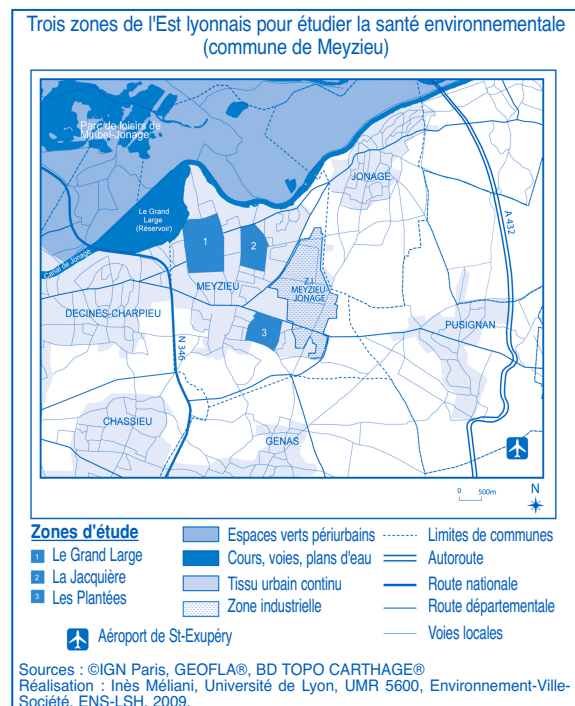 Trois zones de l'Est lyonnais pour étudier la santé environnementale
(commune de Meyzieu)
Parc de loisirs de
Miribel-Jonage
JONAGE
Le Grand
Large
(Réservoir)
A 432
1
2
Canal de Jonage
MEYZIEU
Z.I.
MEYZIEU
JONAGE
DECINES-CHARPIEU
PUSIGNAN
3
N 346
CHASSIEU
GENAS
0 500m
N
Zones d'étude
1 Le Grand Large
2 La Jacquière
3 Les Plantées
Espaces verts périurbains
Cours, voies, plans d'eau
Tissu urbain continu
Zone industrielle
Limites de communes
Autoroute
Route nationale
Route départementale
Voies locales
Aéroport de St-Exupéry
Sources : ©IGN Paris, GEOFLA®, BD TOPO CARTHAGE®
Réalisation : Inès Méliani, Université de Lyon, UMR 5600, Environnement-Ville-
Société, ENS-LSH, 2009.